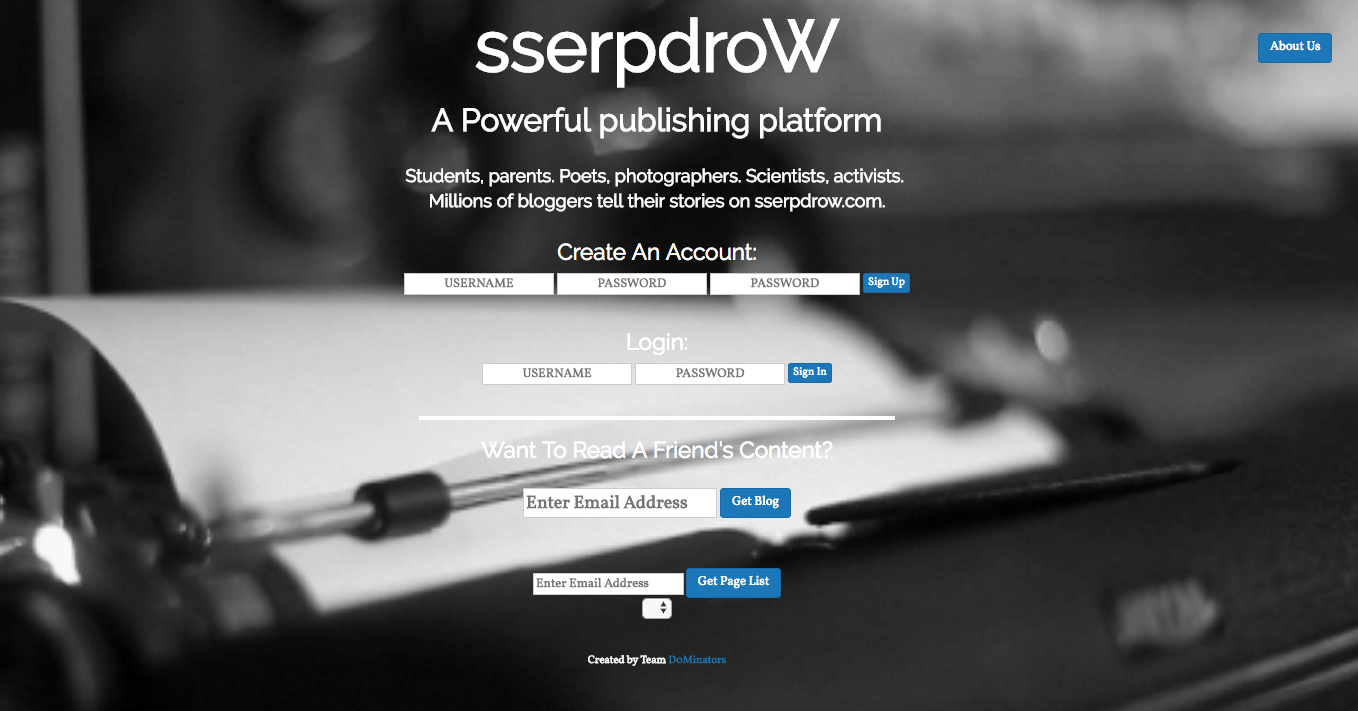 sserpdroW
About Us
A Powerful publishing platform
Students, parents. Poets, photographers. Scientists, activists.
Millions of bloggers tell their stories on sserpdrow.com.
Create An Account:
USERNAME PASSWORD PASSWORD Sign Up
Login:
USERNAME PASSWORD Sign In
Want To Read A Friend's Content?
Enter Email Address Get Blog
Enter Email Address Get Page List
Created by Team DoMinators